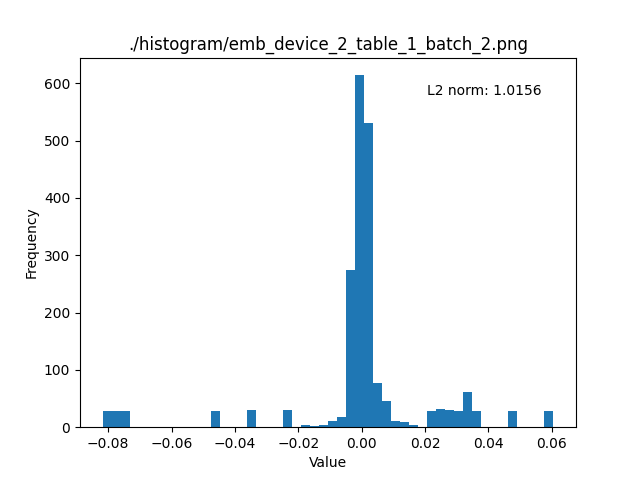 ./histogram/emb_device_2_table_1_batch_2.png
L2 norm: 1.0156
Frequency
600
500
400
300
200
100
0
−0.08 −0.06 −0.04 −0.02 0.00 0.02 0.04 0.06
Value